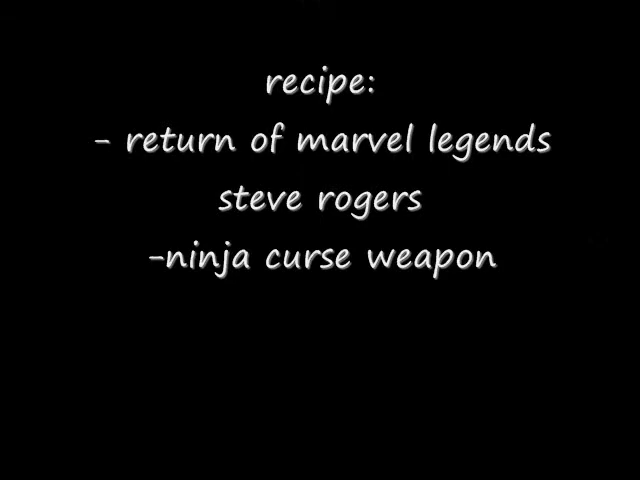 recipe:
- return of marvel legends
steve rogers
-ninja curse weapon